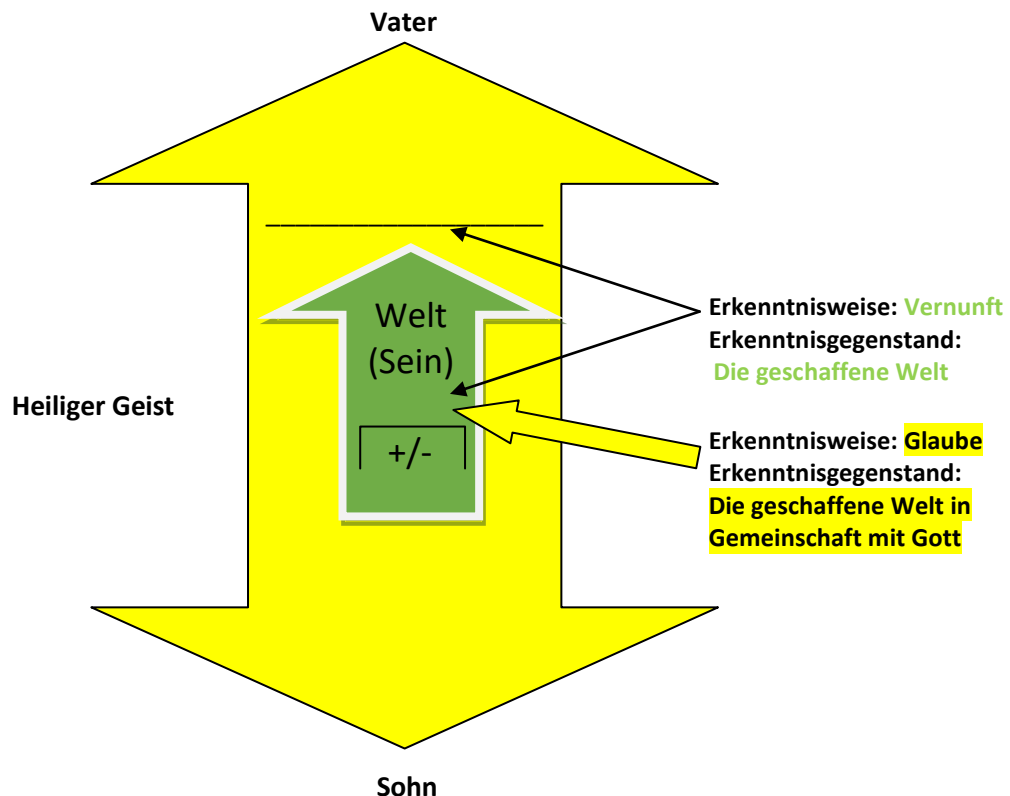 Vater
Welt
(Sein)
+/-
Heiliger Geist
Erkenntnisweise: Vernunft
Erkenntnisgegenstand:
Die geschaffene Welt
Erkenntnisweise: Glaube
Erkenntnisgegenstand:
Die geschaffene Welt in
Gemeinschaft mit Gott
Sohn